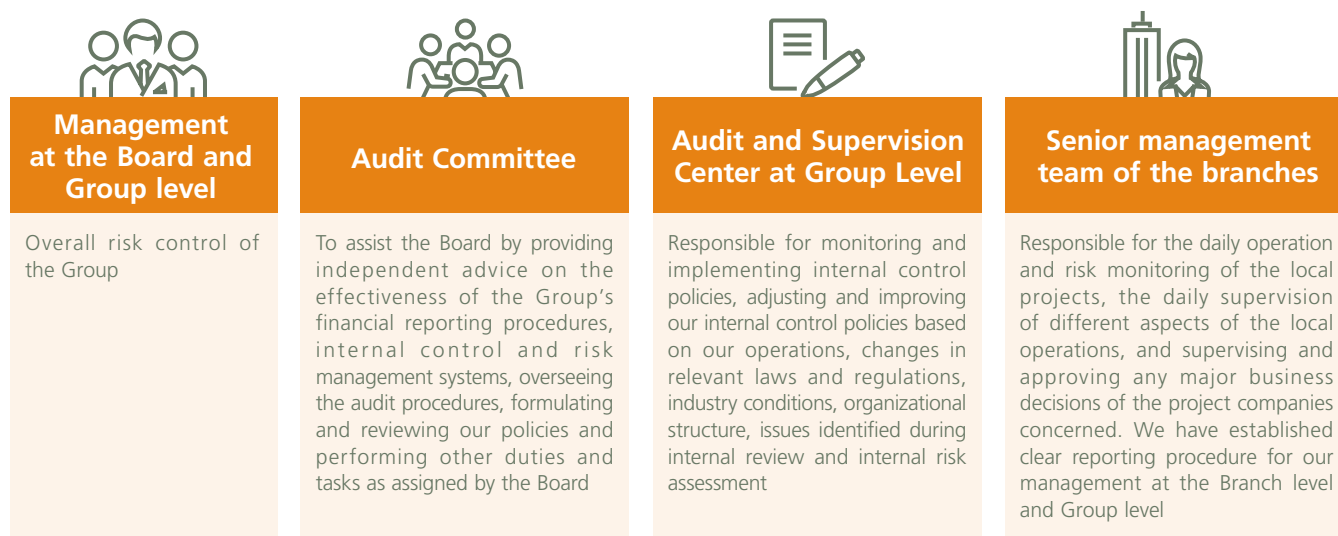 Management
at the Board and
Group level
Overall risk control of
the Group
Audit Committee
To assist the Board by providing
independent advice on the
effectiveness of the Group’s
financial reporting procedures,
internal control and risk
management systems, overseeing
the audit procedures, formulating
and reviewing our policies and
performing other duties and
tasks as assigned by the Board
Audit and Supervision
Center at Group Level
Responsible for monitoring and
implementing internal control
policies, adjusting and improving
our internal control policies based
on our operations, changes in
relevant laws and regulations,
industry conditions, organizational
structure, issues identified during
internal review and internal risk
assessment
Senior management
team of the branches
Responsible for the daily operation
and risk monitoring of the local
projects, the daily supervision
of different aspects of the local
operations, and supervising and
approving any major business
decisions of the project companies
concerned. We have established
clear reporting procedure for our
management at the Branch level
and Group level